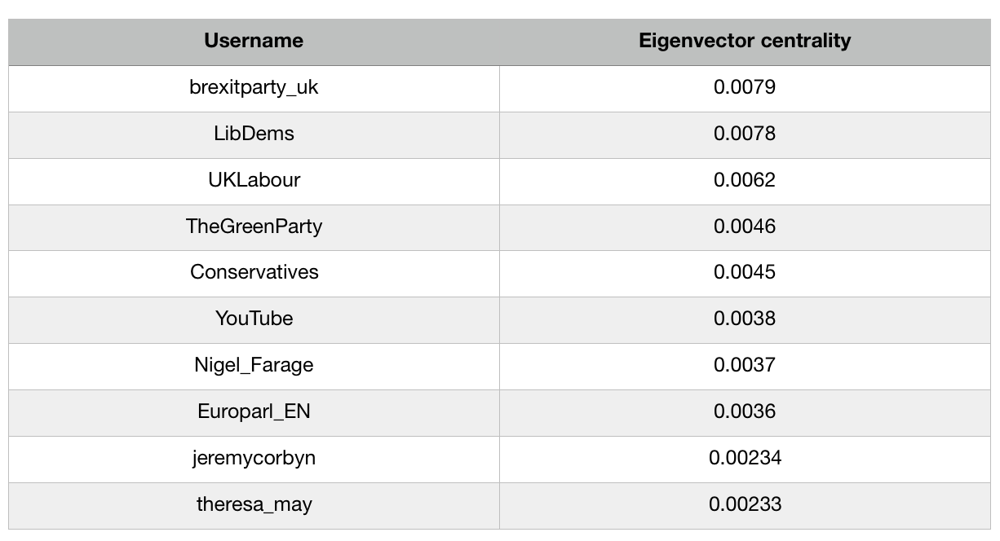 Username Eigenvector centrality
brexitparty_uk 0.0079
LibDems 0.0078
UKLabour 0.0062
TheGreenParty 0.0046
Conservatives 0.0045
YouTube 0.0038
Nigel_Farage 0.0037
Europarl_EN 0.0036
jeremycorbyn 0.00234
theresa_may 0.00233